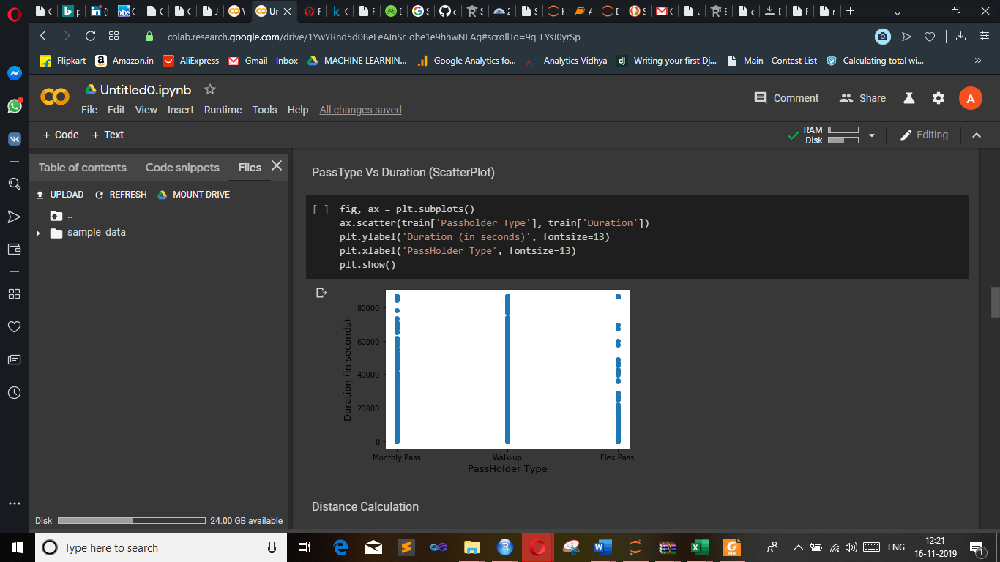 colab.research.google.com/drive/1YwYRnd5d0BeEeAInSr-ohe1e9hhwNEAg#scrollTo=9q-FYsJ0yrSp
Flipkart
Amazon.in
AliExpress
Gmail - Inbox
MACHINE LEARNIN...
Google Analytics fo...
Analytics Vidhya
Writing your first Dj...
Main - Contest List
Calculating total wi...
»
Untitled0.ipynb
Comment
Share
A
File Edit View Insert Runtime Tools Help All changes saved
+ Code + Text
RAM
Disk
Editing
Table of contents Code snippets Files
UPLOAD REFRESH MOUNT DRIVE
..
sample_data
Disk 24.00 GB available
PassType Vs Duration (ScatterPlot)
[ ] fig, ax = plt.subplots()
ax.scatter(train['Passholder Type'], train['Duration'])
plt.ylabel('Duration (in seconds)', fontsize=13)
plt.xlabel('PassHolder Type', fontsize=13)
plt.show()
80000
60000
40000
20000
0
Duration (in seconds)
Monthly Pass Walk-up Flex Pass
PassHolder Type
Distance Calculation
Type here to search
ENG
12:21
16-11-2019
1